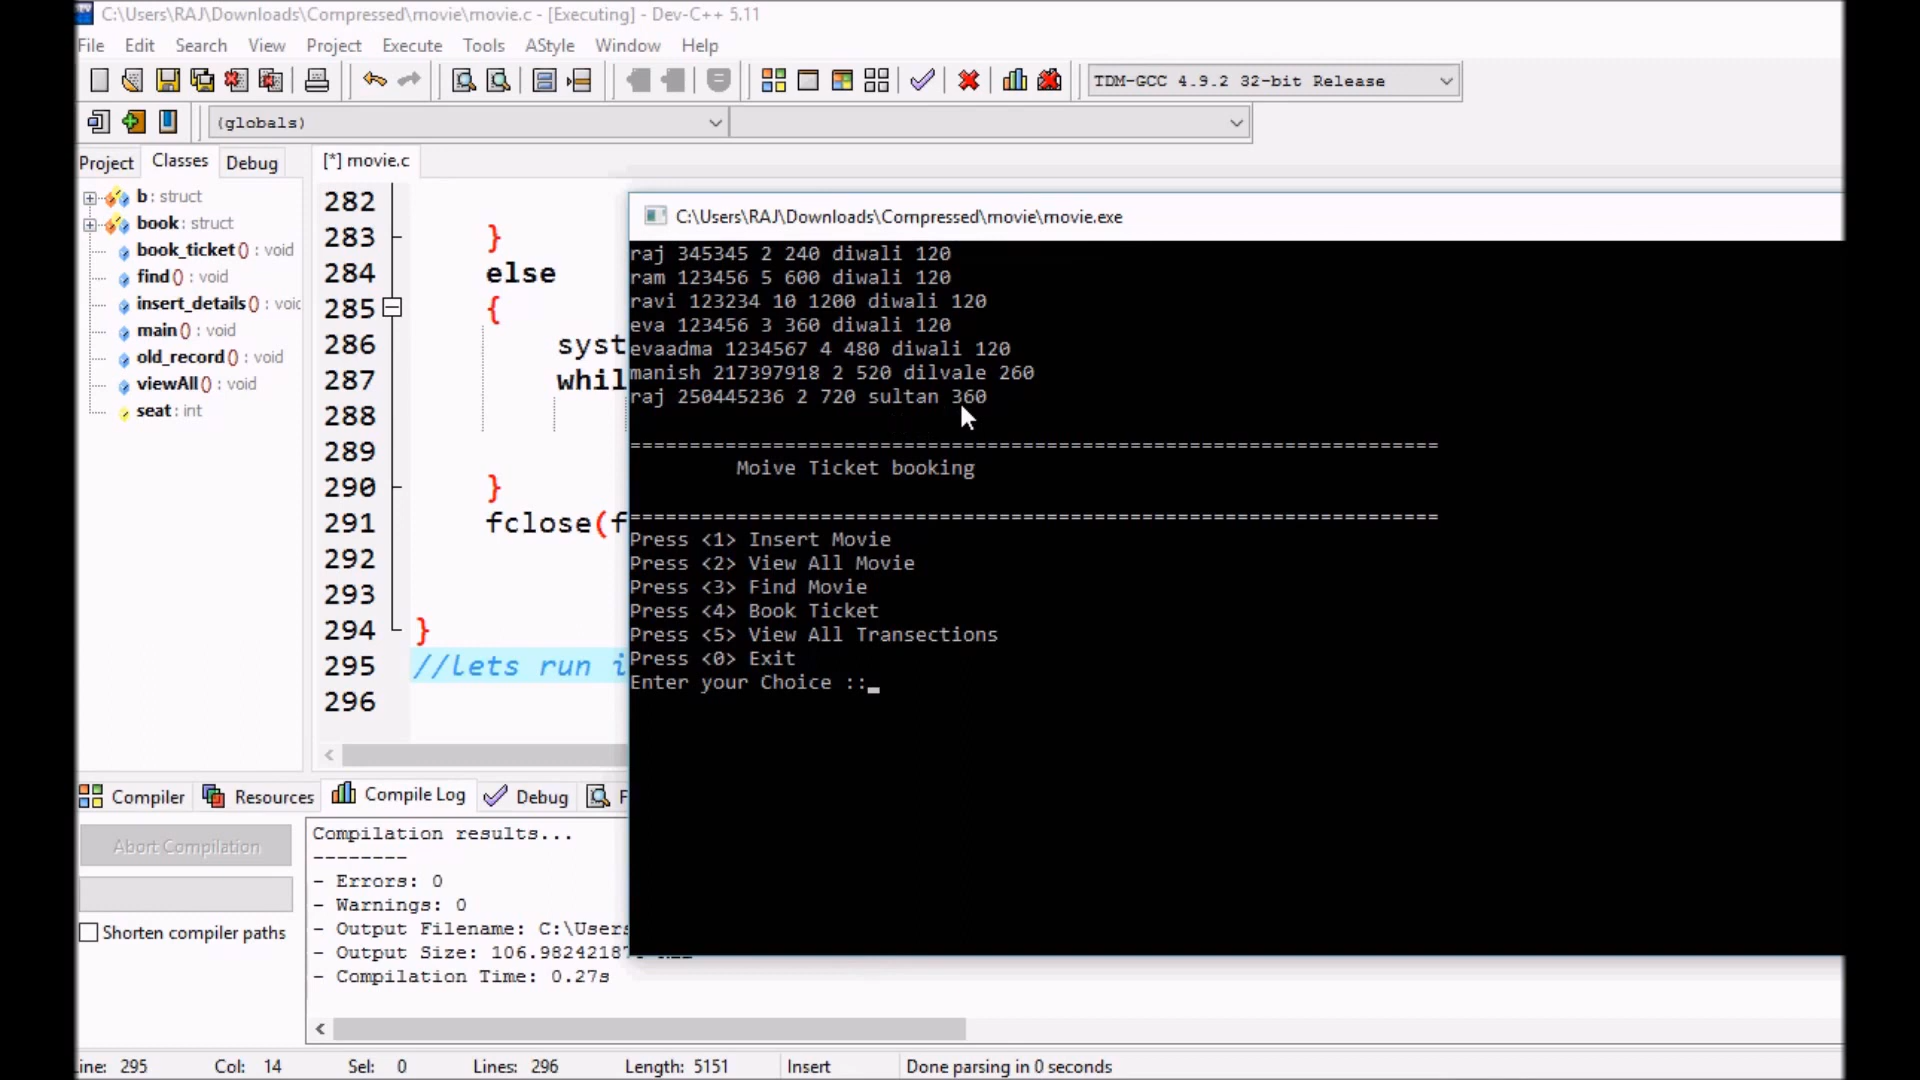 C:\Users\RAJ\Downloads\Compressed\movie\movie.c - [Executing] - Dev-C++ 5.11
File Edit Search View Project Execute Tools AStyle Window Help
TDM-GCC 4.9.2 32-bit Release
(globals)
Project Classes Debug
[*] movie.c
b : struct
book : struct
book_ticket () : void
find () : void
insert_details () : voic
main () : void
old_record () : void
viewAll () : void
seat : int
282
283 }
284 else
285 {
286 syst
287 whil
288
289
290 }
291 fclose(f
292
293
294 }
295 //lets run i
296
C:\Users\RAJ\Downloads\Compressed\movie\movie.exe
raj 345345 2 240 diwali 120
ram 123456 5 600 diwali 120
ravi 123234 10 1200 diwali 120
eva 123456 3 360 diwali 120
evaadma 1234567 4 480 diwali 120
manish 217397918 2 520 dilvale 260
raj 250445236 2 720 sultan 360
====================================================================
Moive Ticket booking
====================================================================
Press <1> Insert Movie
Press <2> View All Movie
Press <3> Find Movie
Press <4> Book Ticket
Press <5> View All Transections
Press <0> Exit
Enter your Choice ::_
Compiler Resources Compile Log Debug F
Abort Compilation
Shorten compiler paths
Compilation results...
--------
- Errors: 0
- Warnings: 0
- Output Filename: C:\Users
- Output Size: 106.982421
- Compilation Time: 0.27s
ine: 295 Col: 14 Sel: 0 Lines: 296 Length: 5151 Insert Done parsing in 0 seconds